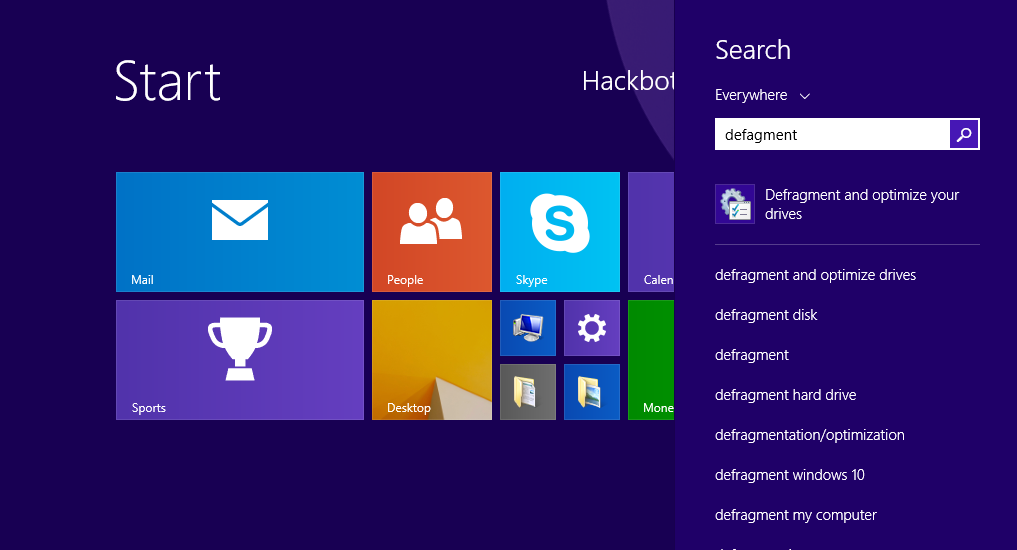 Start
Hackbot
Mail
People
Skype
Calen
Sports
Desktop
Mone
Search
Everywhere
defagment
Defragment and optimize your
drives
defragment and optimize drives
defragment disk
defragment
defragment hard drive
defragmentation/optimization
defragment windows 10
defragment my computer